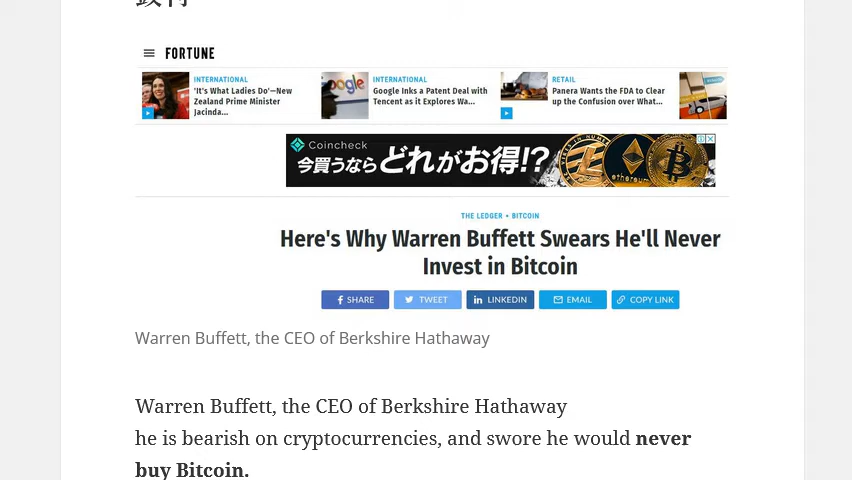 FORTUNE
INTERNATIONAL
'It's What Ladies Do'—New
Zealand Prime Minister
Jacinda...
INTERNATIONAL
Google Inks a Patent Deal with
Tencent as it Explores Wa...
RETAIL
Panera Wants the FDA to Clear
up the Confusion over What...
Coincheck
今買うならどれがお得!?
THE LEDGER • BITCOIN
Here's Why Warren Buffett Swears He'll Never
Invest in Bitcoin
SHARE
TWEET
LINKEDIN
EMAIL
COPY LINK
Warren Buffett, the CEO of Berkshire Hathaway
Warren Buffett, the CEO of Berkshire Hathaway
he is bearish on cryptocurrencies, and swore he would never
buy Bitcoin.